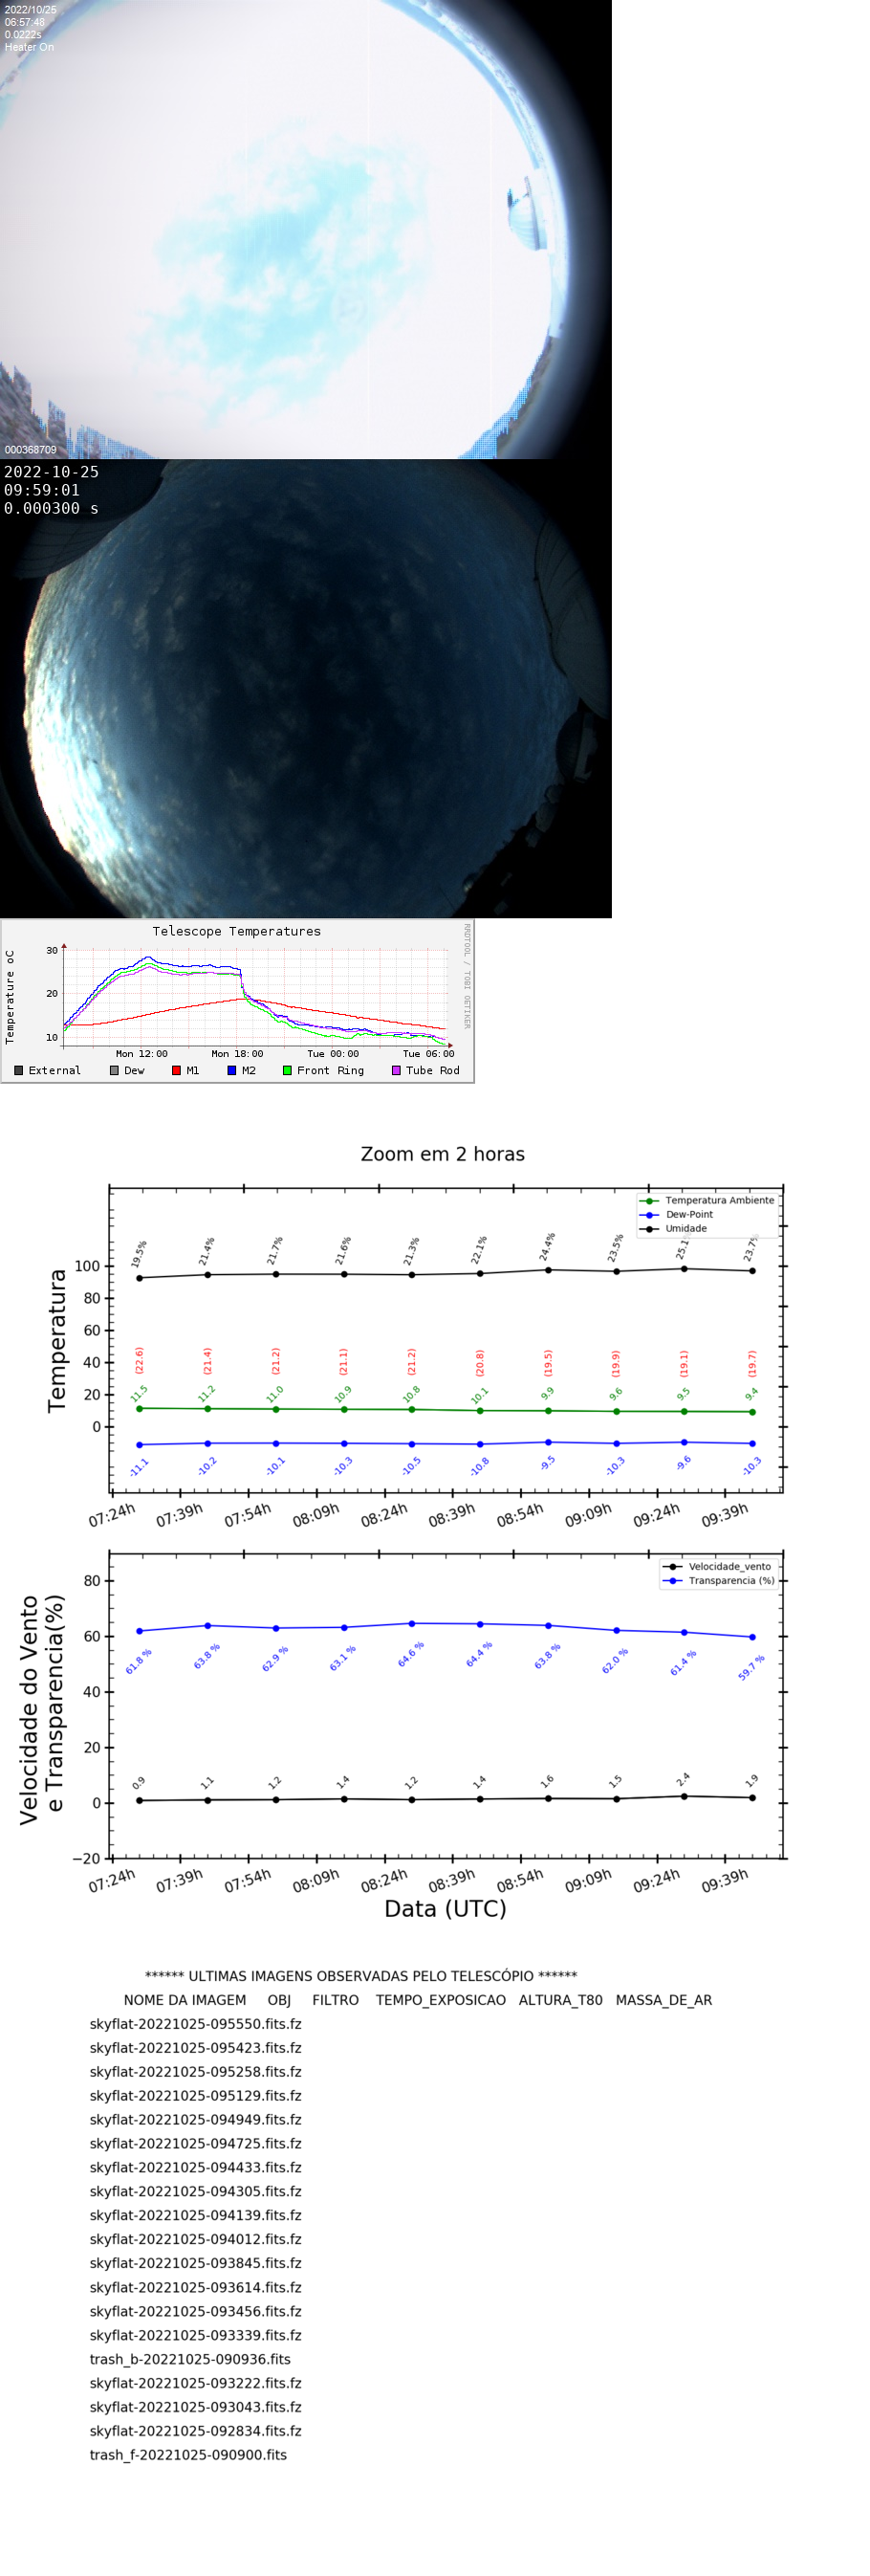 2022/10/25
06:57:48
0.0222s
Heater On
000368709
2022-10-25
09:59:01
0.000300 s
Telescope Temperatures
RRDTOOL / TOBI OETIKER
Temperature oC
30
20
10
Mon 12:00 Mon 18:00 Tue 00:00 Tue 06:00
External Dew M1 M2 Front Ring Tube Rod
Zoom em 2 horas
Temperatura Ambiente
Dew-Point
Umidade
Temperatura
100
80
60
40
20
0
19.5% 21.4% 21.7% 21.6% 21.3% 22.1% 24.4% 23.5% 25.1 23.7%
(22.6) (21.4) (21.2) (21.1) (21.2) (20.8) (19.5) (19.9) (19.1) (19.7)
11.5 11.2 11.0 10.9 10.8 10.1 9.9 9.6 9.5 9.4
-11.1 -10.2 -10.1 -10.3 -10.5 -10.8 -9.5 -10.3 -9.6 -10.3
07:24h 07:39h 07:54h 08:09h 08:24h 08:39h 08:54h 09:09h 09:24h 09:39h
Velocidade_vento
Transparencia (%)
Velocidade do Vento
e Transparencia(%)
80
60
40
20
0
−20
61.8 % 63.8 % 62.9 % 63.1 % 64.6 % 64.4 % 63.8 % 62.0 % 61.4 % 59.7 %
0.9 1.1 1.2 1.4 1.2 1.4 1.6 1.5 2.4 1.9
07:24h 07:39h 07:54h 08:09h 08:24h 08:39h 08:54h 09:09h 09:24h 09:39h
Data (UTC)
****** ULTIMAS IMAGENS OBSERVADAS PELO TELESCÓPIO ******
NOME DA IMAGEM OBJ FILTRO TEMPO_EXPOSICAO ALTURA_T80 MASSA_DE_AR
skyflat-20221025-095550.fits.fz
skyflat-20221025-095423.fits.fz
skyflat-20221025-095258.fits.fz
skyflat-20221025-095129.fits.fz
skyflat-20221025-094949.fits.fz
skyflat-20221025-094725.fits.fz
skyflat-20221025-094433.fits.fz
skyflat-20221025-094305.fits.fz
skyflat-20221025-094139.fits.fz
skyflat-20221025-094012.fits.fz
skyflat-20221025-093845.fits.fz
skyflat-20221025-093614.fits.fz
skyflat-20221025-093456.fits.fz
skyflat-20221025-093339.fits.fz
trash_b-20221025-090936.fits
skyflat-20221025-093222.fits.fz
skyflat-20221025-093043.fits.fz
skyflat-20221025-092834.fits.fz
trash_f-20221025-090900.fits